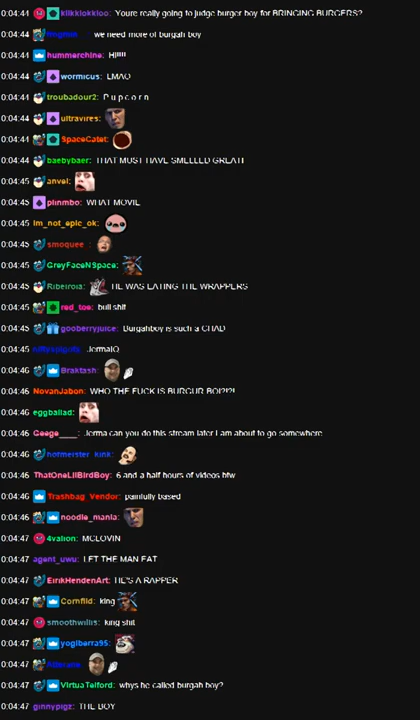 0:04:44 klikklokkloo: Youre really going to judge burger boy for BRINGING BURGERS?
0:04:44 we need more of burgah boy
0:04:44 hummerchine: HI!!!!
0:04:44 wormicus: LMAO
0:04:44 troubadour2: P u p c o r n
0:04:44 ultravires:
0:04:44 SpaceCatet:
0:04:44 baebybaer: THAT MUST HAVE SMELLED GREAT!
0:04:45 anvel:
0:04:45 plinmbo: WHAT MOVIE
0:04:45 im_not_epic_ok:
0:04:45 smoquee_:
0:04:45 GreyFaceNSpace:
0:04:45 Ribeiroia: HE WAS EATING THE WRAPPERS
0:04:45 red_toe: bullshit
0:04:45 gooberryjuice: Burgahboy is such a CHAD
0:04:45 JermaIQ
0:04:46 Braktash:
0:04:46 NovanJabon: WHO THE FUCK IS BURGUR BOI?!?!
0:04:46 eggballad:
0:04:46 Geege____: Jerma can you do this stream later I am about to go somewhere
0:04:46 hofmeister_kink:
0:04:46 ThatOneLilBirdBoy: 6 and a half hours of videos btw
0:04:46 Trashbag_Vendor: painfully based
0:04:46 noodle_mania:
0:04:47 4valion: MCLOVIN
0:04:47 agent_uwu: LET THE MAN EAT
0:04:47 EirikHendenArt: HE'S A RAPPER
0:04:47 Cornfild: king
0:04:47 smoothwillis: king shit
0:04:47 yogiberra95:
0:04:47
0:04:47 VirtuaTelford: whys he called burgah boy?
0:04:47 ginnypigz: THE BOY